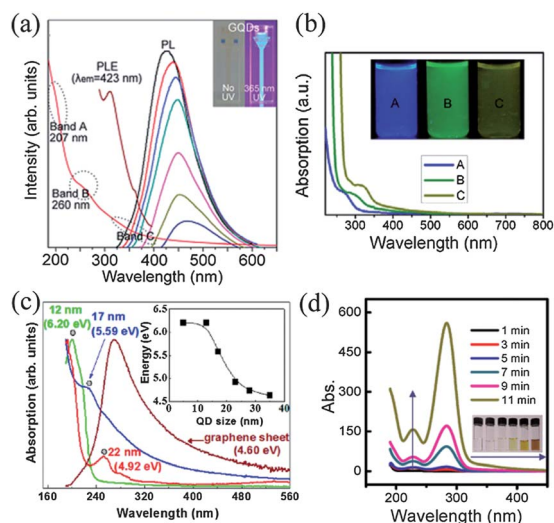 (a)
GQDs
PL
PLE
(λem=423 nm)
No
UV
365 nm
UV
Band A
207 nm
Band B
260 nm
Band C
Intensity (arb. units)
200 300 400 500 600
Wavelength (nm)
(b)
A B C
A
B
C
Absorption (a.u.)
300 400 500 600 700 800
Wavelength (nm)
(c)
12 nm
(6.20 eV)
17 nm
(5.59 eV)
22 nm
(4.92 eV)
graphene sheet
(4.60 eV)
Energy (eV)
6.5
6.0
5.5
5.0
4.5
0 10 20 30 40
QD size (nm)
Absorption (arb. units)
160 240 320 400 480 560
Wavelength (nm)
(d)
1 min
3 min
5 min
7 min
9 min
11 min
Abs.
600
450
300
150
0
200 300 400
Wavelength (nm)